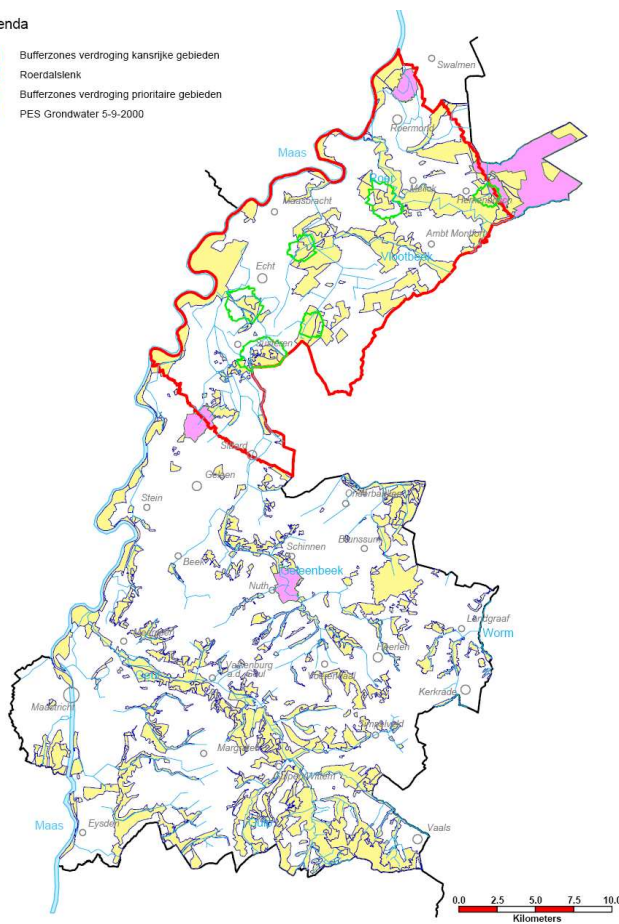 enda
Bufferzones verdroging kansrijke gebieden
Roerdalslenk
Bufferzones verdroging prioritaire gebieden
PES Grondwater 5-9-2000
Swalmen
Roermond
Maas
Roer
Melick
Herkenbosch
Maasbracht
Ambt Montfort
Vlootbeek
Echt
Susteren
Sittard
Geleen
Stein
Onderbanken
Schinnen
Brunssum
Beek
Geleenbeek
Nuth
Landgraaf
Worm
Meerssen
Heerlen
Valkenburg
a.d. Geul
Voerendaal
Kerkrade
Maastricht
Simpelveld
Margraten
Gulpen-Wittem
Maas
Eysden
Vaals
0.0 2.5 5.0 7.5 10.0
Kilometers